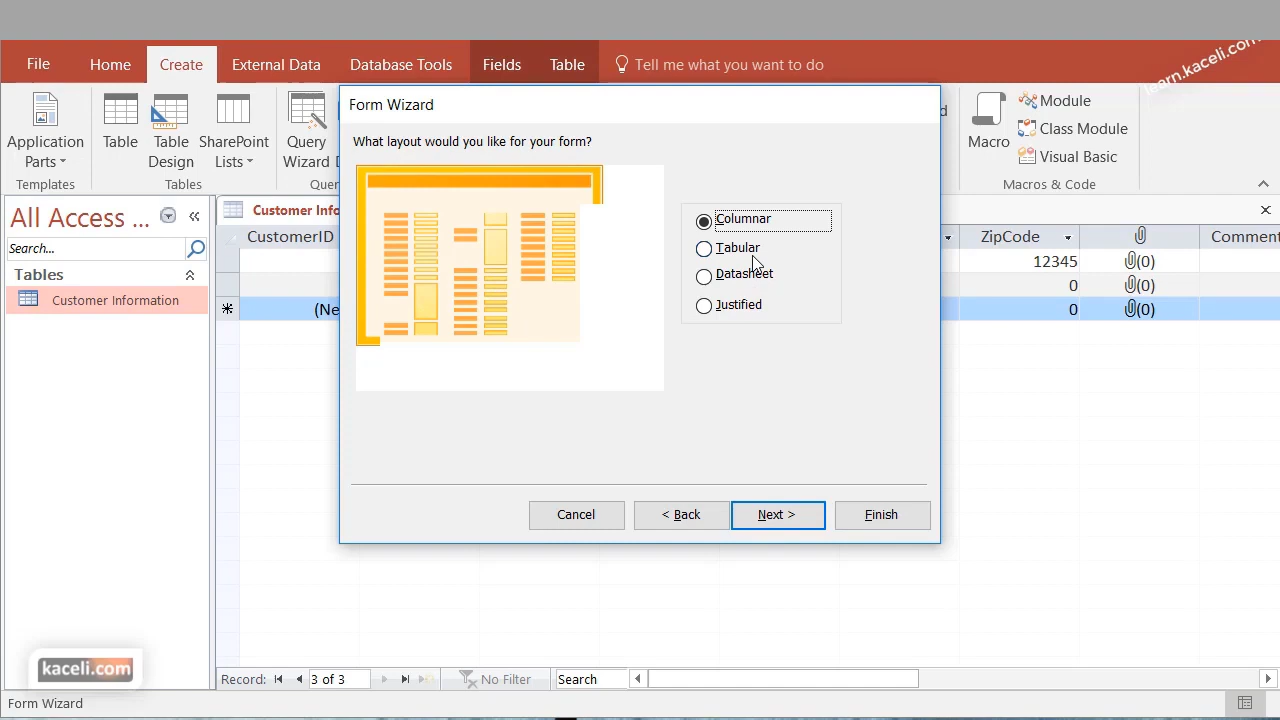 learn.kaceli.com
File
Home
Create
External Data
Database Tools
Fields
Table
Tell me what you want to do
Application
Parts
Templates
Table
Table
Design
SharePoint
Lists
Tables
Query
Wizard
D
Quer
Form Wizard
d
Macro
Module
Class Module
Visual Basic
Macros & Code
All Access ...
Search...
Tables
Customer Information
Customer Info
CustomerID
ZipCode
Comment
12345
(0)
0
(0)
(Ne
0
(0)
What layout would you like for your form?
Columnar
Tabular
Datasheet
Justified
Cancel
< Back
Next >
Finish
kaceli.com
Record:
3 of 3
No Filter
Search
Form Wizard